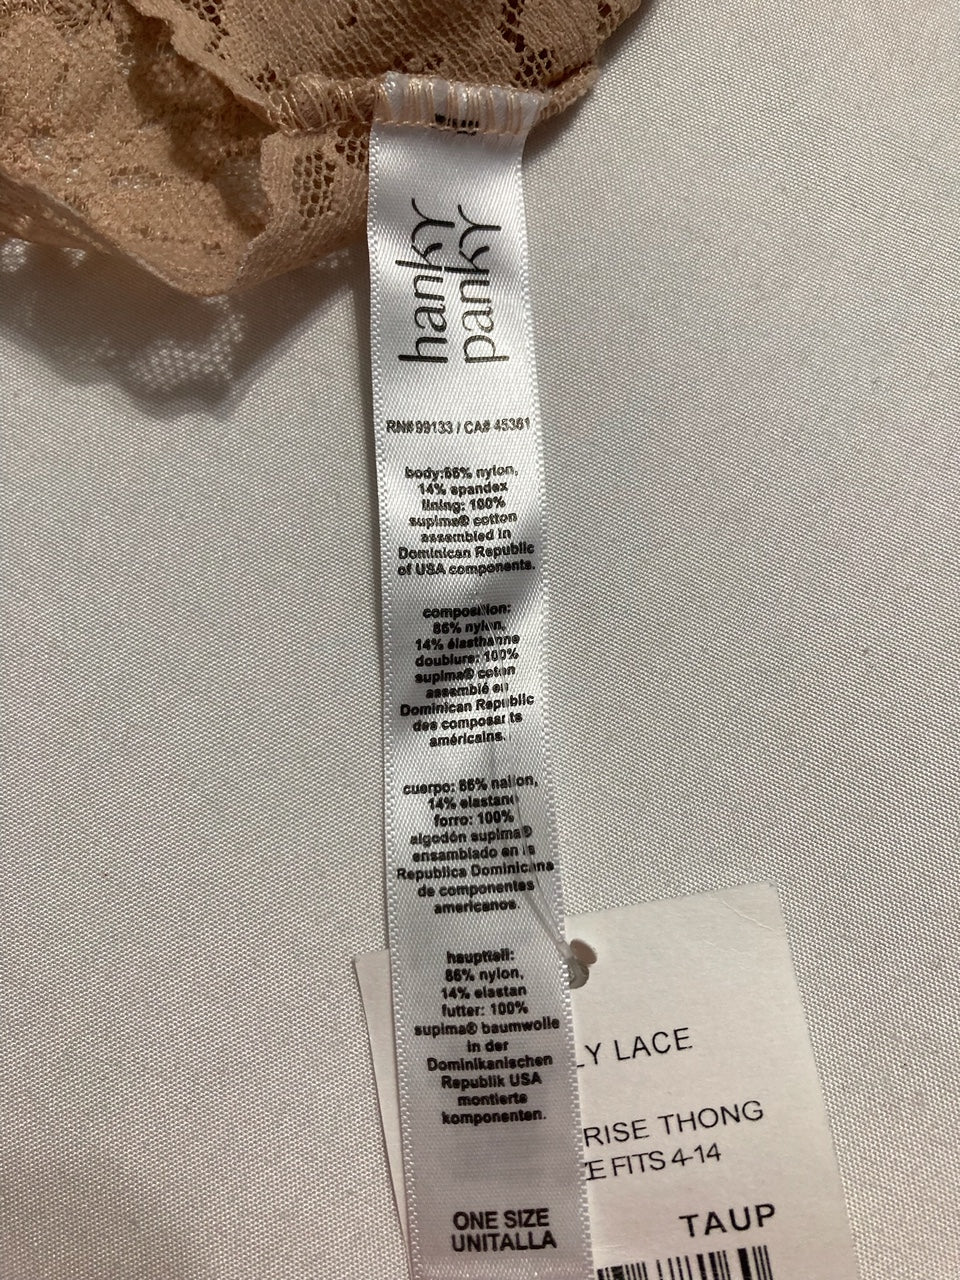 hanky
panky
RN# 99133 / CA# 45361
body:86% nylon,
14% spandex
lining: 100%
supima® cotton
assembled in
Dominican Republic
of USA components.
composition:
86% nylon,
14% élasthanne
doublure: 100%
supima® coton
assemblé en
Dominican Republic
des composants
américains.
cuerpo: 86% nailon,
14% elastano
forro: 100%
algodón supima®
ensamblado en la
Republica Dominicana
de componentes
americanos.
hauptteil:
86% nylon,
14% elastan
futter: 100%
supima® baumwolle
in der
Dominikanischen
Republik USA
montierte
komponenten.
ONE SIZE
UNITALLA
LY LACE
RISE THONG
E FITS 4-14
TAUP